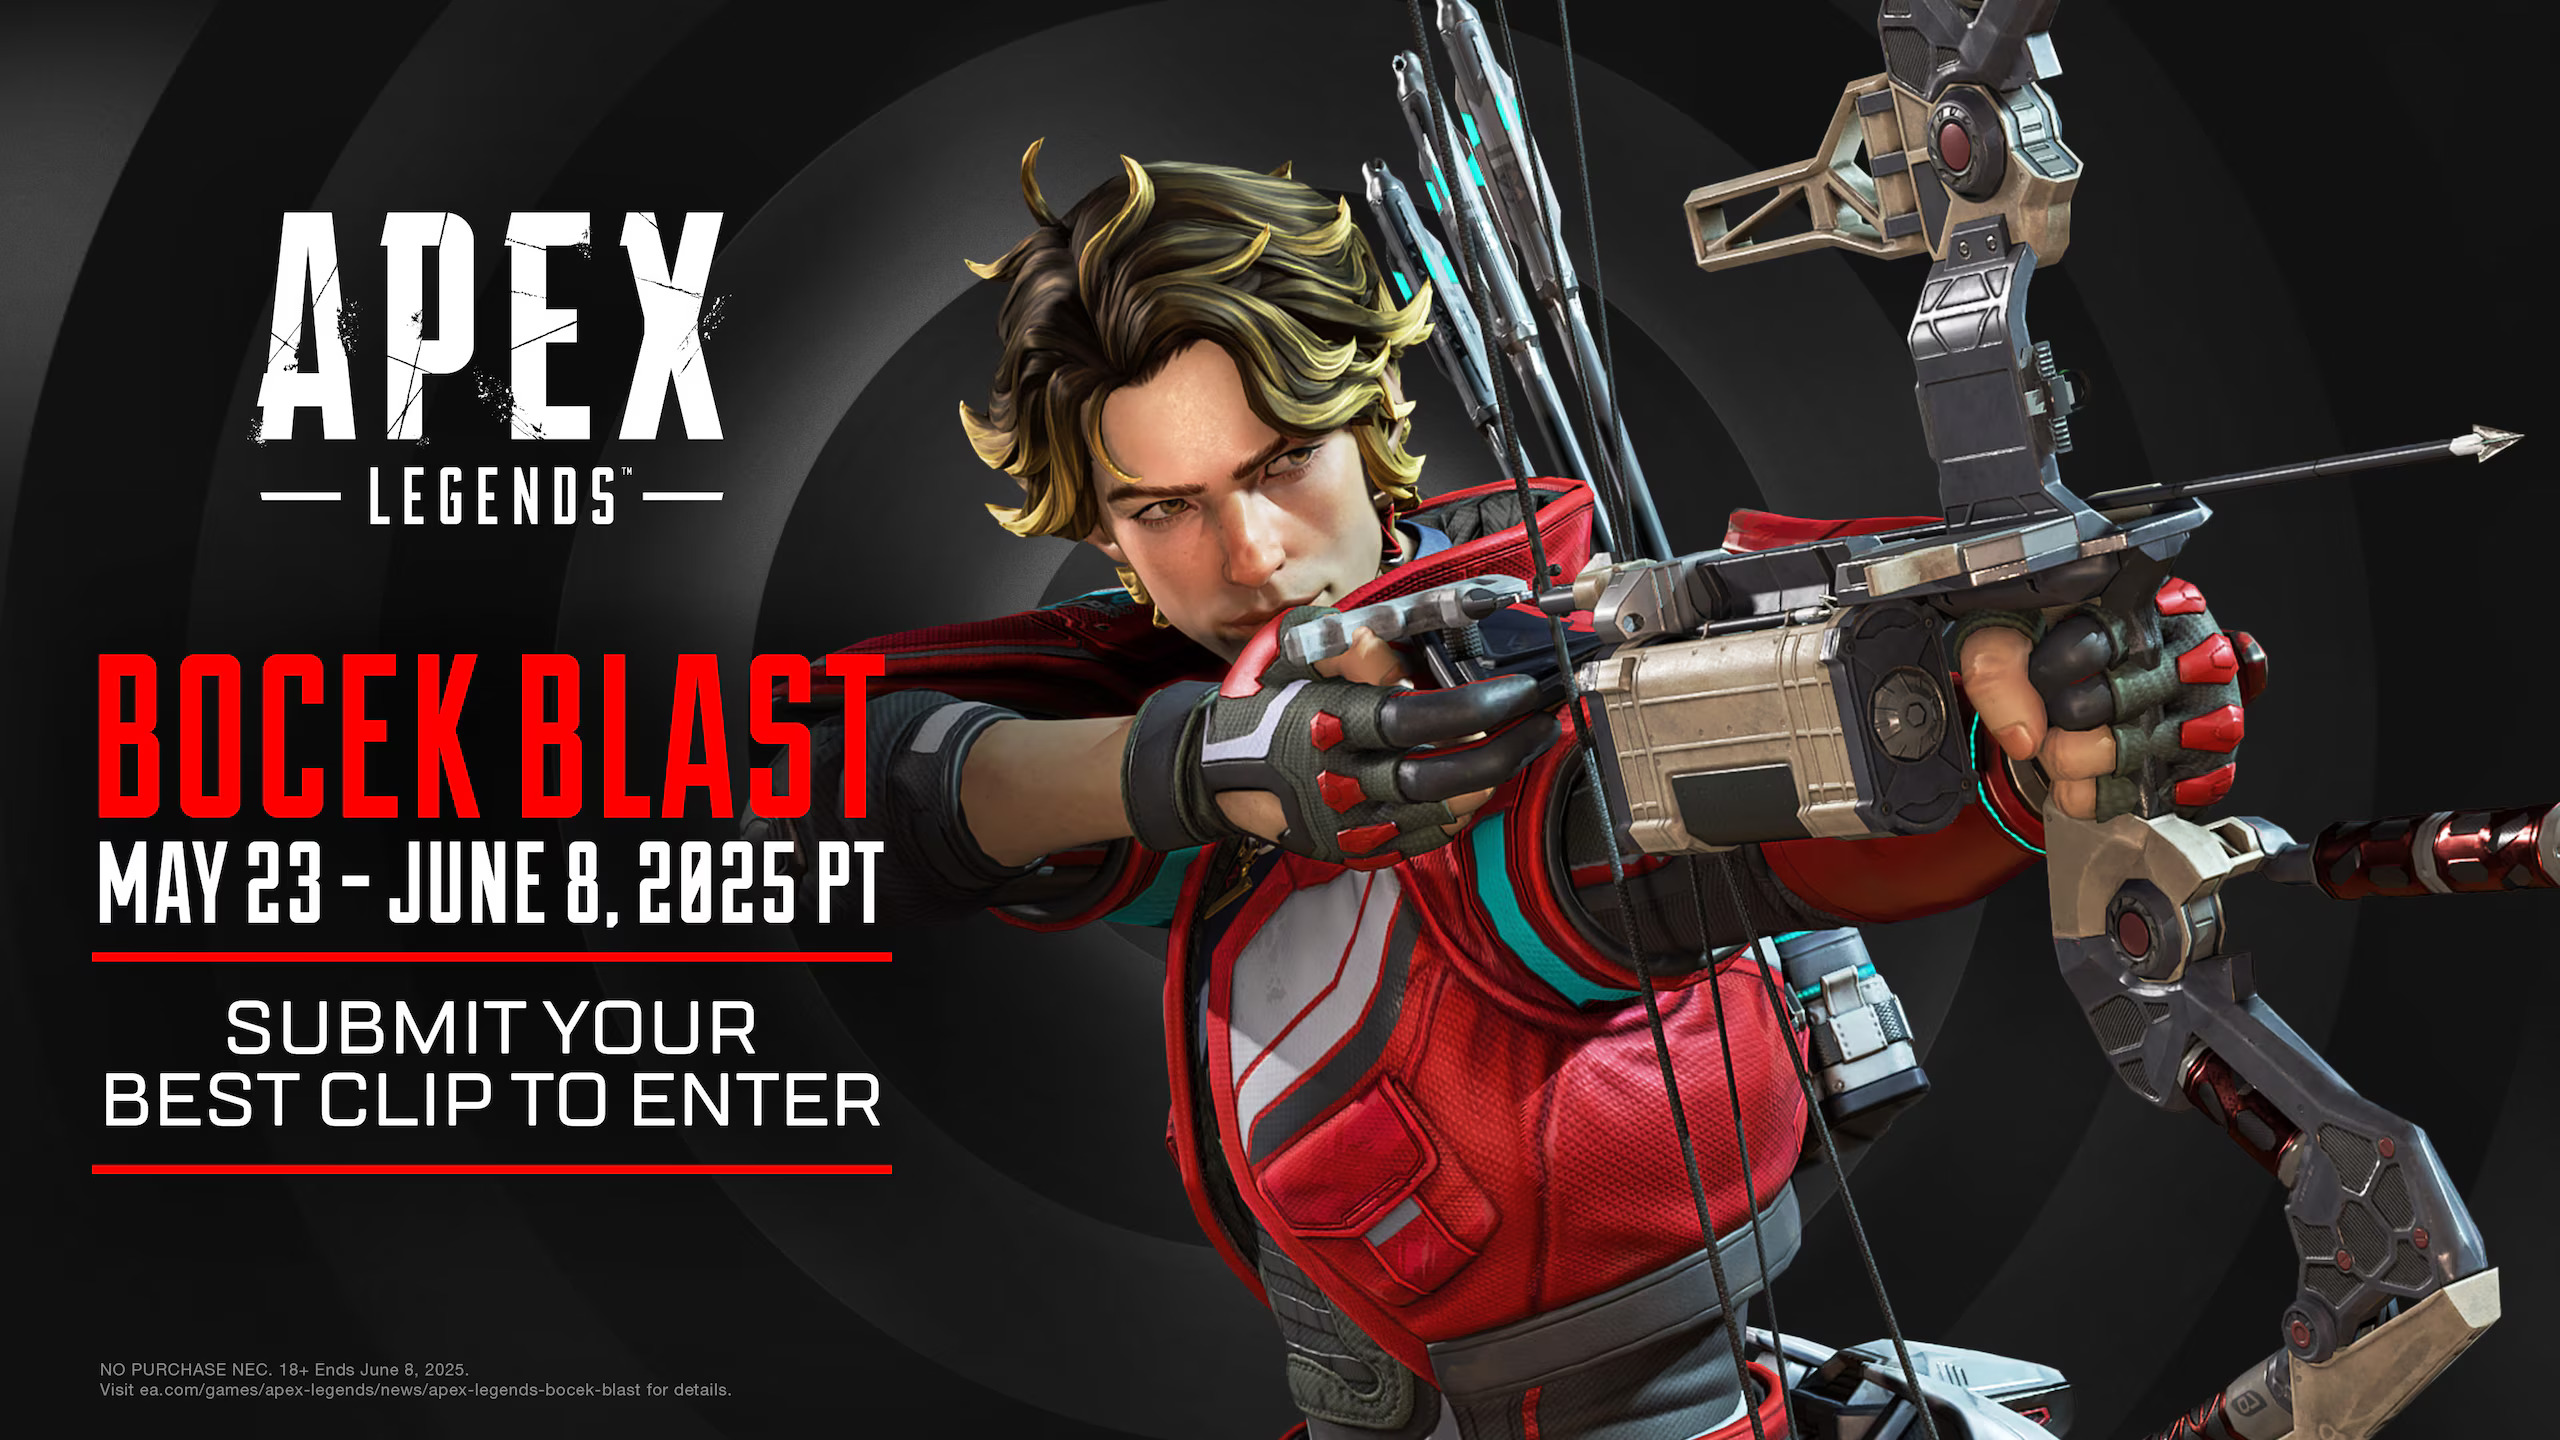 APEX
LEGENDS™
BOCEK BLAST
MAY 23 - JUNE 8, 2025 PT
SUBMIT YOUR
BEST CLIP TO ENTER
NO PURCHASE NEC. 18+ Ends June 8, 2025.
Visit ea.com/games/apex-legends/news/apex-legends-bocek-blast for details.